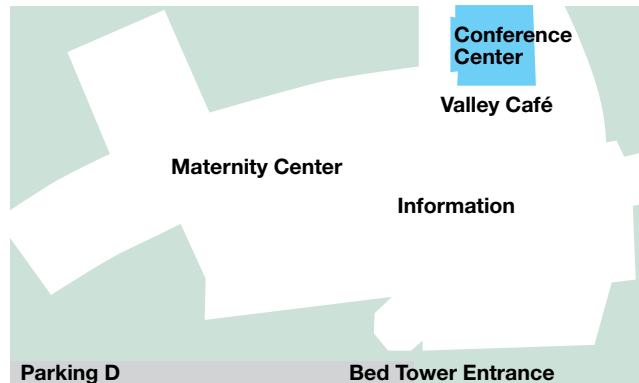 Conference
Center
Valley Café
Maternity Center
Information
Parking D
Bed Tower Entrance